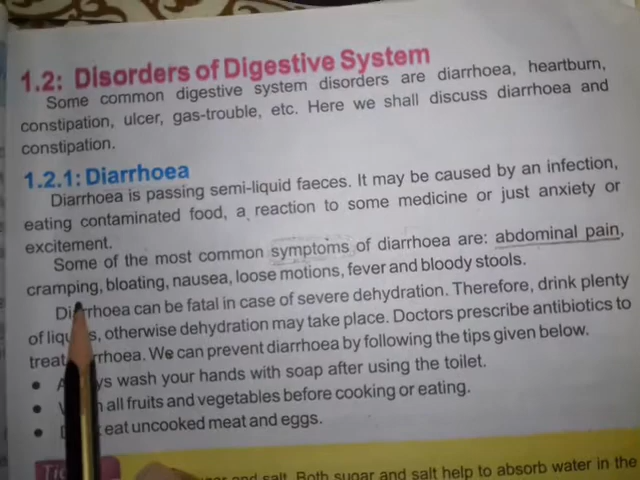 1.2: Disorders of Digestive System
Some common digestive system disorders are diarrhoea, heartburn,
constipation, ulcer, gas-trouble, etc. Here we shall discuss diarrhoea and
constipation.
1.2.1: Diarrhoea
Diarrhoea is passing semi-liquid faeces. It may be caused by an infection,
eating contaminated food, a reaction to some medicine or just anxiety or
excitement.
Some of the most common symptoms of diarrhoea are: abdominal pain,
cramping, bloating, nausea, loose motions, fever and bloody stools.
Diarrhoea can be fatal in case of severe dehydration. Therefore, drink plenty
of otherwise dehydration may take place. Doctors prescribe antibiotics to
treat We can prevent diarrhoea by following the tips given below.
• wash your hands with soap after using the toilet.
• all fruits and vegetables before cooking or eating.
• eat uncooked meat and eggs.
and salt. Both sugar and salt help to absorb water in the